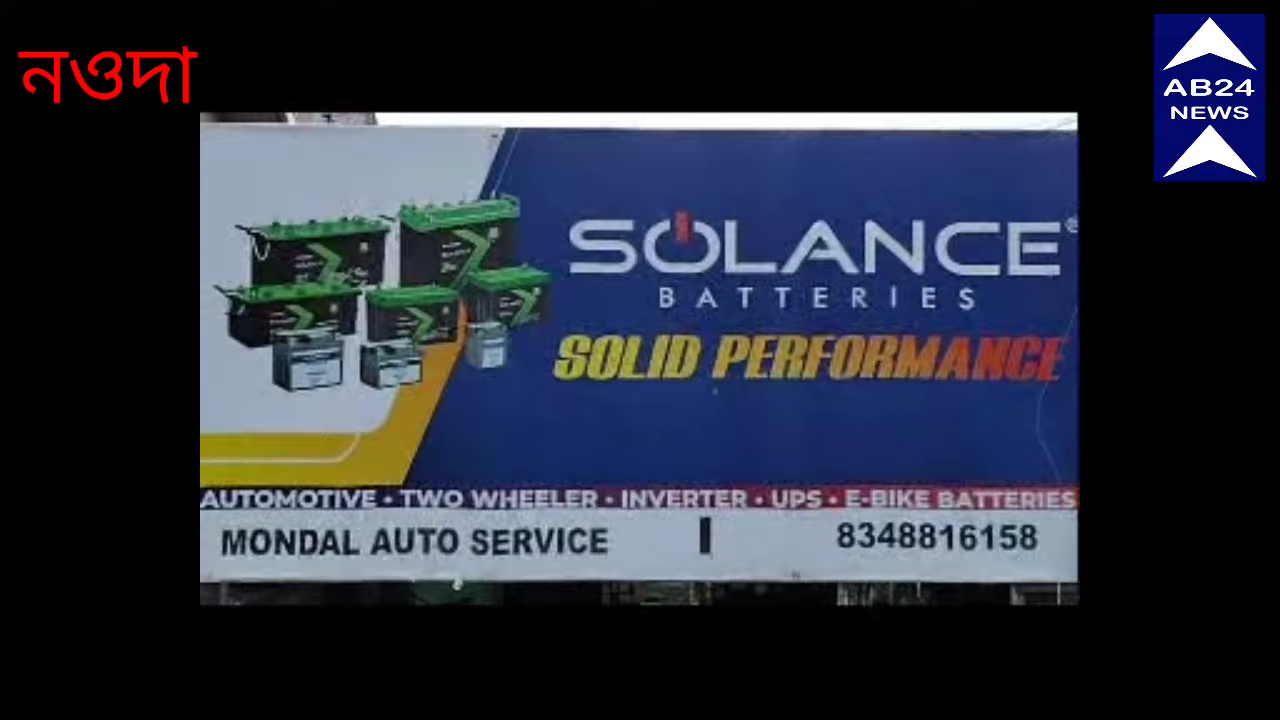 নওদা
AB24
NEWS
SOLANCE®
BATTERIES
SOLID PERFORMANCE
AUTOMOTIVE • TWO WHEELER • INVERTER • UPS • E-BIKE BATTERIES
MONDAL AUTO SERVICE
8348816158